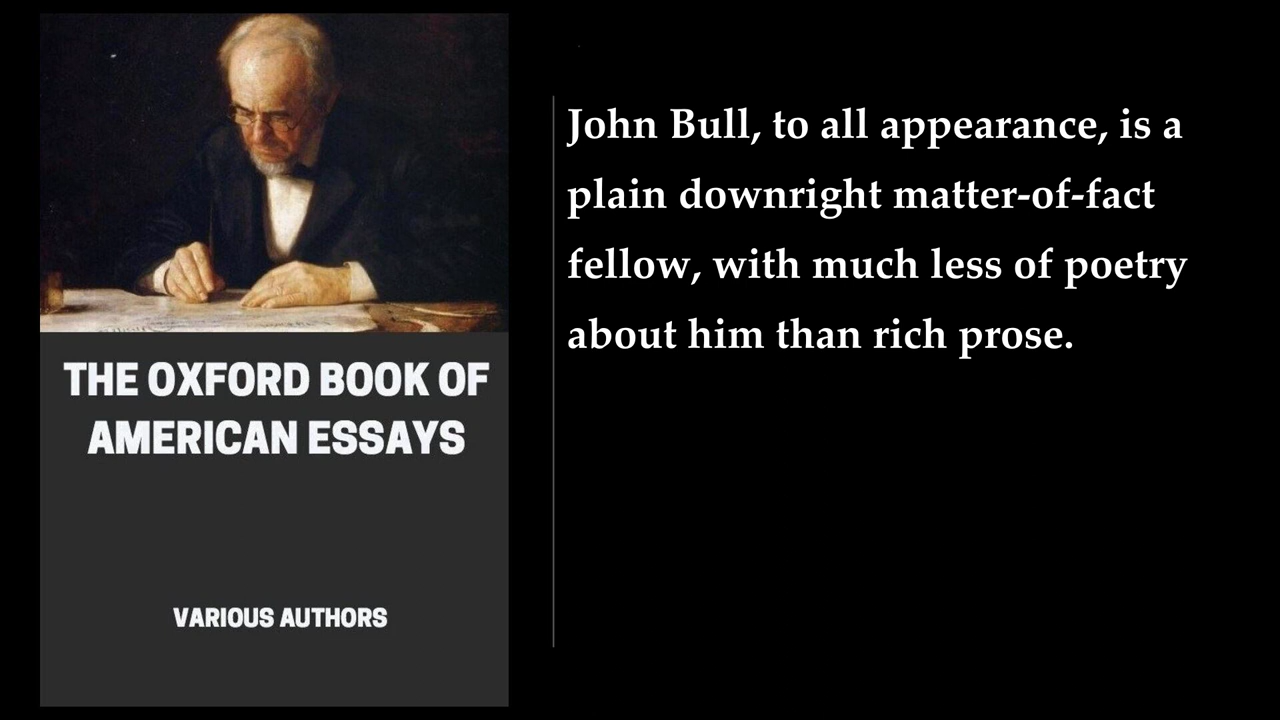 THE OXFORD BOOK OF
AMERICAN ESSAYS
VARIOUS AUTHORS
John Bull, to all appearance, is a
plain downright matter-of-fact
fellow, with much less of poetry
about him than rich prose.